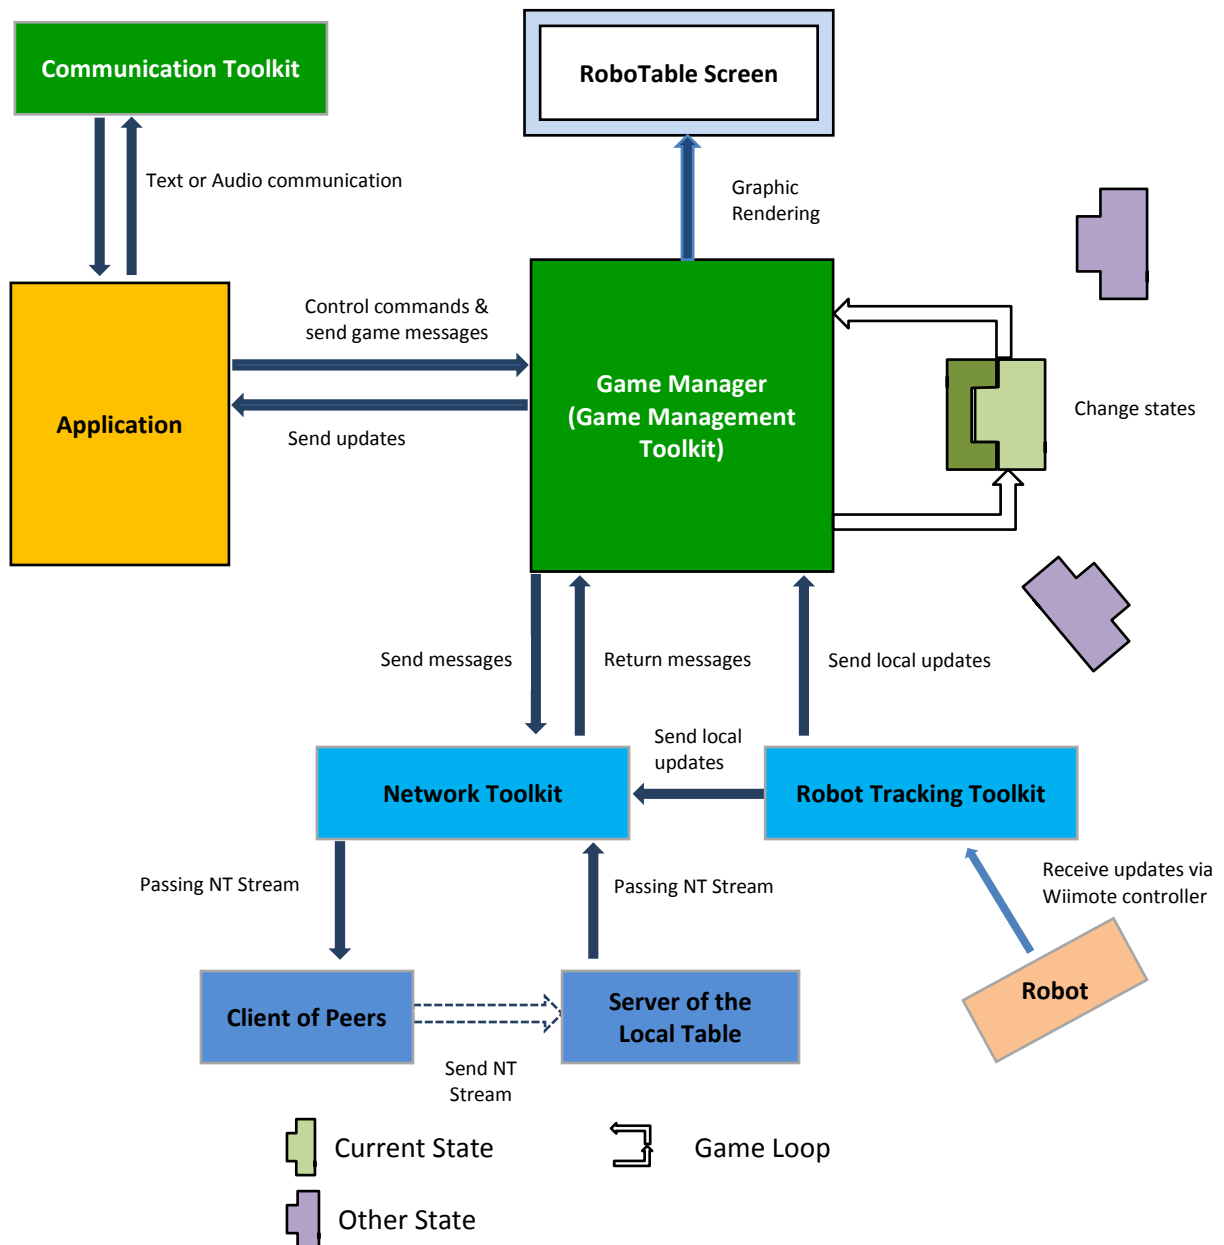 Communication Toolkit
RoboTable Screen
Text or Audio communication
Graphic
Rendering
Control commands &
send game messages
Application
Send updates
Game Manager
(Game Management
Toolkit)
Change states
Send messages
Return messages
Send local updates
Send local
updates
Network Toolkit
Robot Tracking Toolkit
Passing NT Stream
Passing NT Stream
Receive updates via
Wiimote controller
Client of Peers
Server of the
Local Table
Robot
Send NT
Stream
Current State
Game Loop
Other State